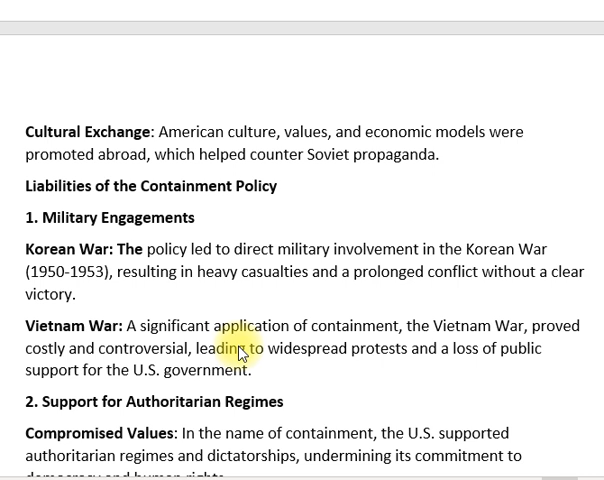 Cultural Exchange: American culture, values, and economic models were
promoted abroad, which helped counter Soviet propaganda.
Liabilities of the Containment Policy
1. Military Engagements
Korean War: The policy led to direct military involvement in the Korean War
(1950-1953), resulting in heavy casualties and a prolonged conflict without a clear
victory.
Vietnam War: A significant application of containment, the Vietnam War, proved
costly and controversial, leading to widespread protests and a loss of public
support for the U.S. government.
2. Support for Authoritarian Regimes
Compromised Values: In the name of containment, the U.S. supported
authoritarian regimes and dictatorships, undermining its commitment to
democracy and human rights.